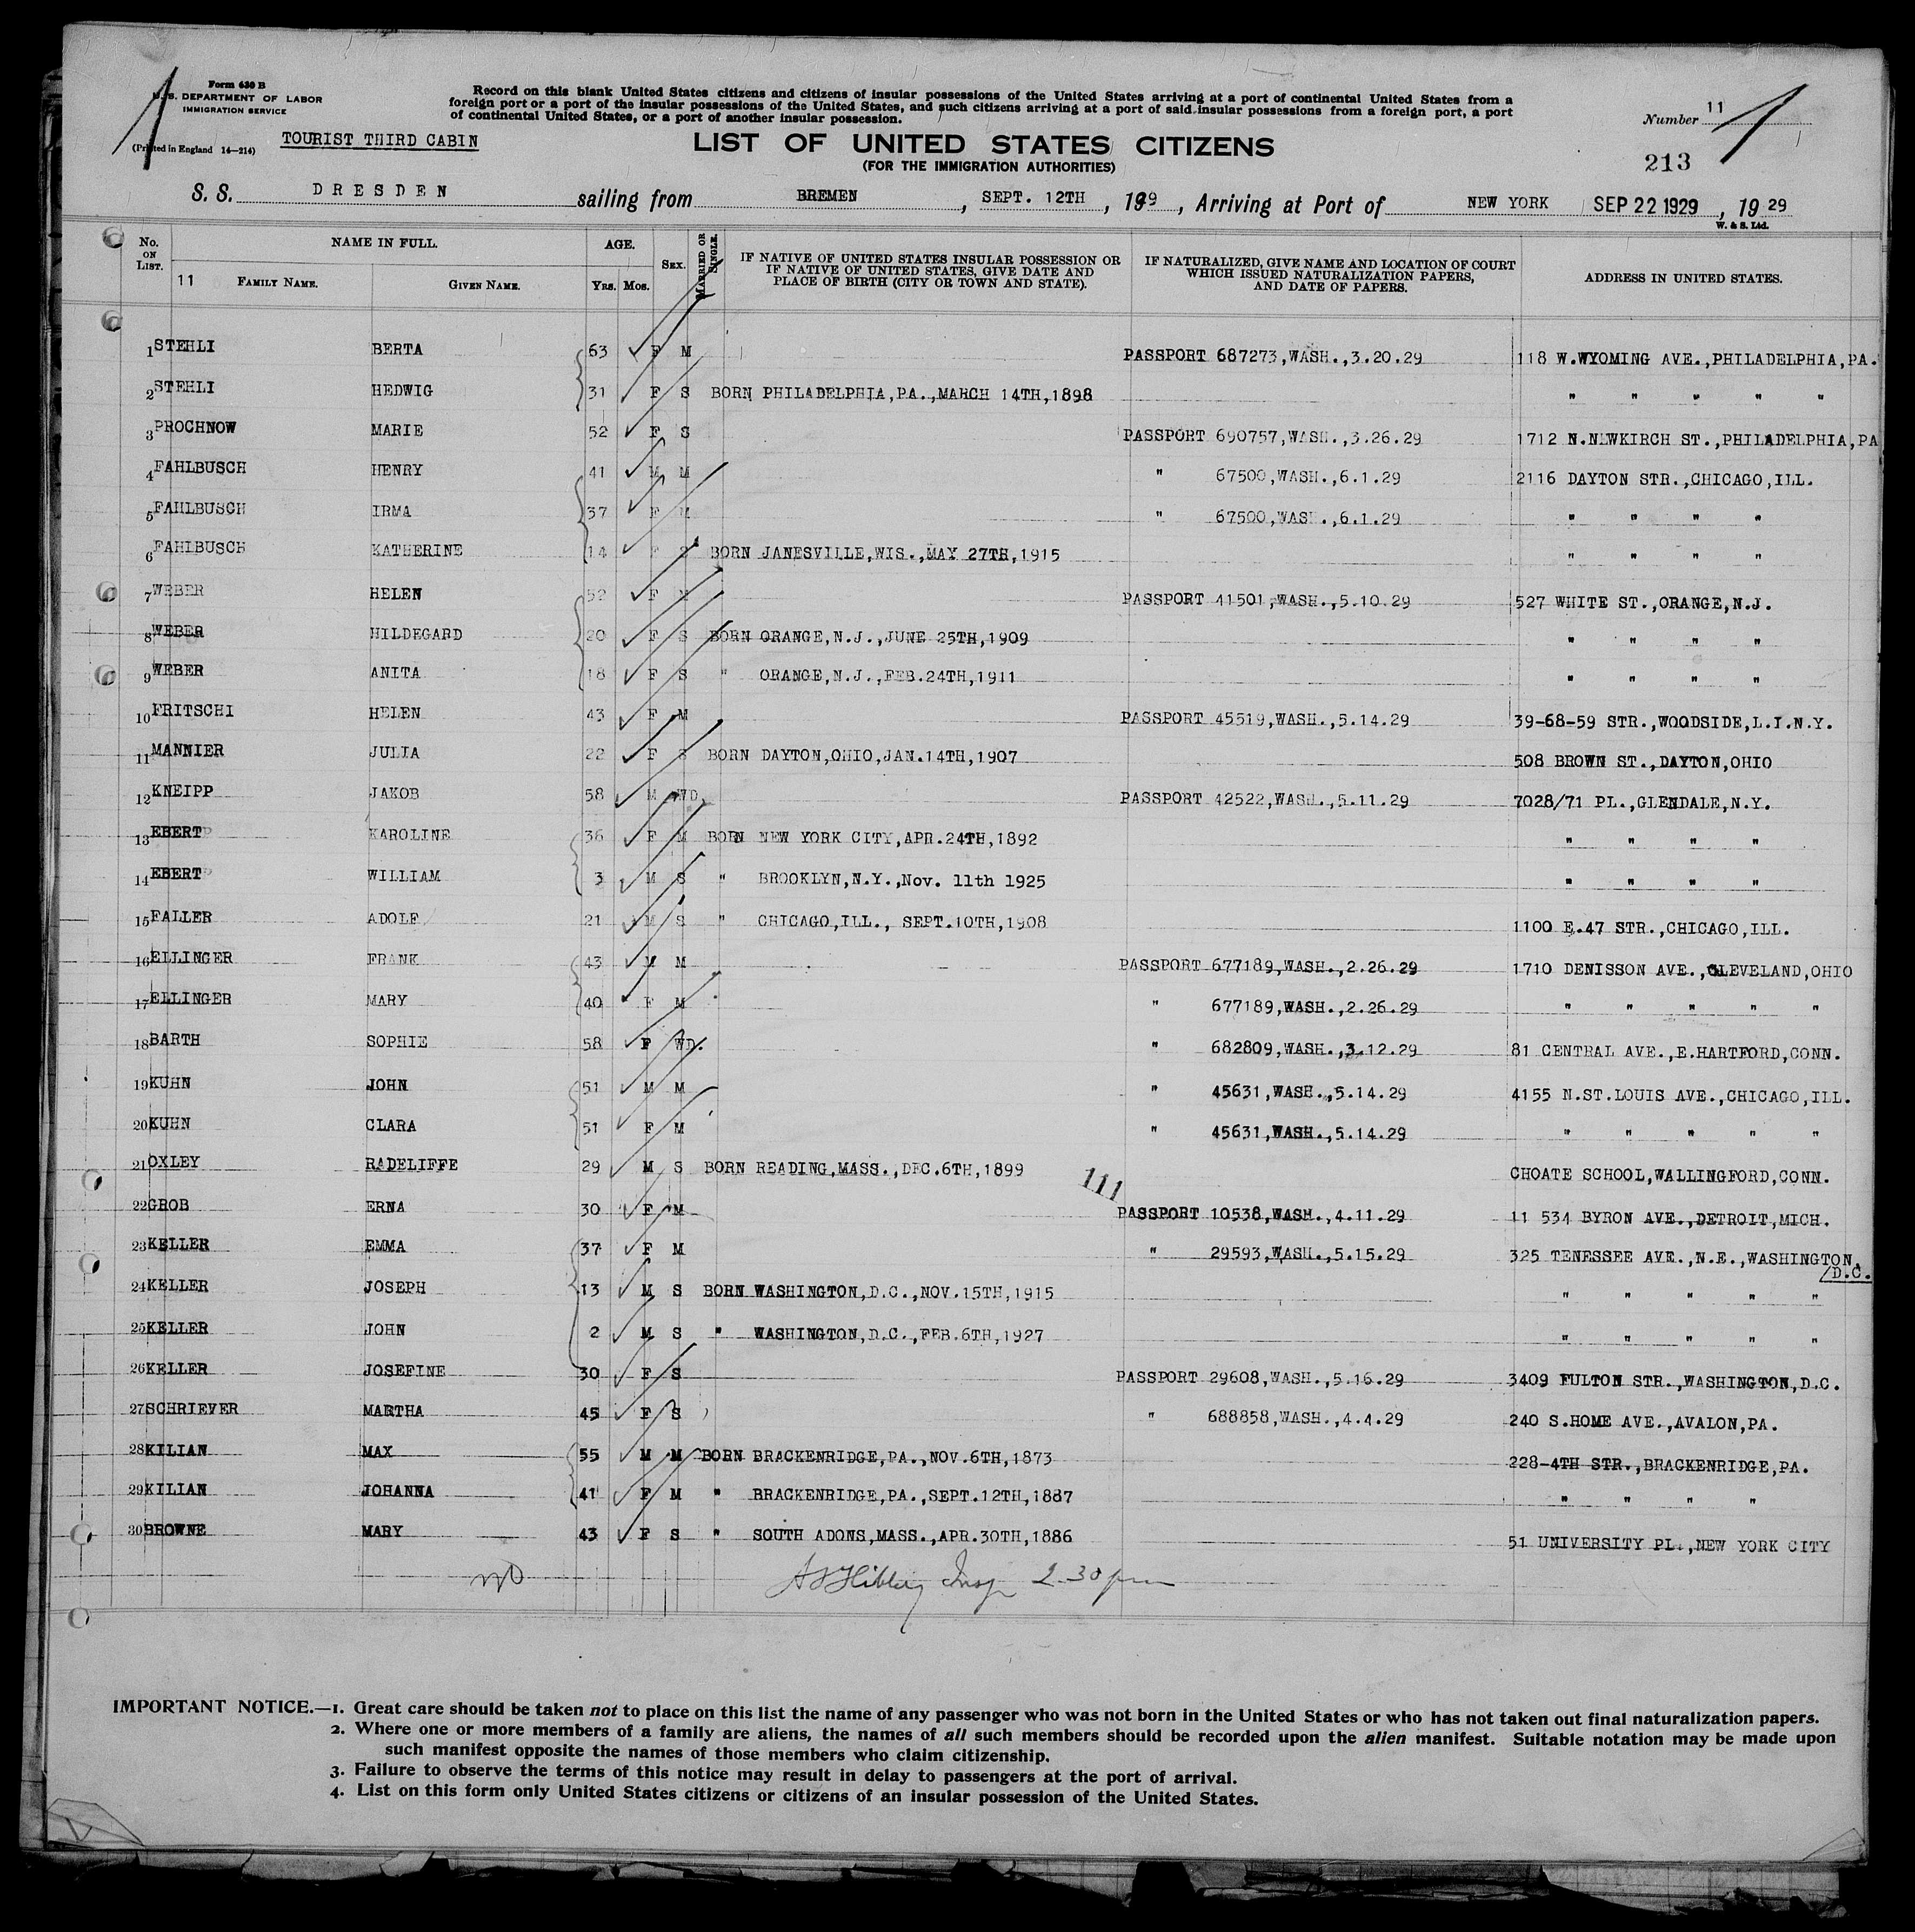 Form 630 B
U. S. DEPARTMENT OF LABOR
IMMIGRATION SERVICE
(Printed in England 14—214)
TOURIST THIRD CABIN
Record on this blank United States citizens and citizens of insular possessions of the United States arriving at a port of continental United States from a
foreign port or a port of the insular possessions of the United States, and such citizens arriving at a port of said insular possessions from a foreign port, a port
of continental United States, or a port of another insular possession.
LIST OF UNITED STATES CITIZENS
(FOR THE IMMIGRATION AUTHORITIES)
Number 11
213
S. S. DRESDEN sailing from BREMEN, SEPT. 12TH, 1929, Arriving at Port of NEW YORK SEP 22 1929, 19 29
W. & S. Ltd.
No. ON LIST. NAME IN FULL. AGE. SEX. MARRIED OR SINGLE. IF NATIVE OF UNITED STATES INSULAR POSSESSION OR IF NATIVE OF UNITED STATES, GIVE DATE AND PLACE OF BIRTH (CITY OR TOWN AND STATE). IF NATURALIZED, GIVE NAME AND LOCATION OF COURT WHICH ISSUED NATURALIZATION PAPERS, AND DATE OF PAPERS. ADDRESS IN UNITED STATES.
11 FAMILY NAME. GIVEN NAME. Yrs. Mos.
1 STEHLI BERTA 63 F M PASSPORT 687273,WASH.,3.20.29 118 W.WYOMING AVE.,PHILADELPHIA,PA.
2 STEHLI HEDWIG 31 F S BORN PHILADELPHIA,PA.,MARCH 14TH,1898 " " " " "
3 PROCHNOW MARIE 52 F S PASSPORT 690757,WASH.,3.26.29 1712 N.NEWKIRCH ST.,PHILADELPHIA,PA
4 FAHLBUSCH HENRY 41 M M " 67500,WASH.,6.1.29 2116 DAYTON STR.,CHICAGO,ILL.
5 FAHLBUSCH IRMA 37 F M " 67500,WASH.,6.1.29 " " " "
6 FAHLBUSCH KATHERINE 14 F S BORN JANESVILLE,WIS.,MAY 27TH,1915 " " " "
7 WEBER HELEN 52 F M PASSPORT 41501,WASH.,5.10.29 527 WHITE ST.,ORANGE,N.J.
8 WEBER HILDEGARD 20 F S BORN ORANGE,N.J.,JUNE 25TH,1909 " " " "
9 WEBER ANITA 18 F S " ORANGE,N.J.,FEB.24TH,1911 " " " "
10 FRITSCHI HELEN 43 F M PASSPORT 45519,WASH.,5.14.29 39-68-59 STR.,WOODSIDE,L.I.N.Y.
11 MANNIER JULIA 22 F S BORN DAYTON,OHIO,JAN.14TH,1907 508 BROWN ST.,DAYTON,OHIO
12 KNEIPP JAKOB 58 M WD. PASSPORT 42522,WASH.,5.11.29 7028/71 PL.,GLENDALE,N.Y.
13 EBERT KAROLINE 36 F M BORN NEW YORK CITY,APR.24TH,1892 " " " "
14 EBERT WILLIAM 3 M S " BROOKLYN,N.Y.,Nov. 11th 1925 " " " "
15 FALLER ADOLF 21 M S " CHICAGO,ILL., SEPT.10TH,1908 1100 E.47 STR.,CHICAGO,ILL.
16 ELLINGER FRANK 43 M M PASSPORT 677189,WASH.,2.26.29 1710 DENISSON AVE.,CLEVELAND,OHIO
17 ELLINGER MARY 40 F M " 677189,WASH.,2.26.29 " " " " "
18 BARTH SOPHIE 58 F WD. " 682809,WASH.,3.12.29 81 CENTRAL AVE.,E.HARTFORD,CONN.
19 KUHN JOHN 51 M M " 45631,WASH.,5.14.29 4155 N.ST.LOUIS AVE.,CHICAGO,ILL.
20 KUHN CLARA 51 F M " 45631,WASH.,5.14.29 " " " " "
21 OXLEY RADELIFFE 29 M S BORN READING,MASS.,DEC.6TH,1899 CHOATE SCHOOL,WALLINGFORD,CONN.
111
22 GROB ERNA 30 F M PASSPORT 10538,WASH.,4.11.29 11 534 BYRON AVE.,DETROIT,MICH.
23 KELLER EMMA 37 F M " 29593,WASH.,5.15.29 325 TENESSEE AVE.,N.E.,WASHINGTON,
/D.C.
24 KELLER JOSEPH 13 M S BORN WASHINGTON,D.C.,NOV.15TH,1915 " " " " "
25 KELLER JOHN 2 M S " WASHINGTON,D.C.,FEB.6TH,1927 " " " " "
26 KELLER JOSEFINE 30 F S PASSPORT 29608,WASH.,5.16.29 3409 FULTON STR.,WASHINGTON,D.C.
27 SCHRIEVER MARTHA 45 F S " 688858,WASH.,4.4.29 240 S.HOME AVE.,AVALON,PA.
28 KILIAN MAX 55 M M BORN BRACKENRIDGE,PA.,NOV.6TH,1873 228-4TH STR.,BRACKENRIDGE,PA.
29 KILIAN JOHANNA 41 F M " BRACKENRIDGE,PA.,SEPT.12TH,1887 " " " "
30 BROWNE MARY 43 F S " SOUTH ADONS,MASS.,APR.30TH,1886 51 UNIVERSITY PL.,NEW YORK CITY
Insp 2-30 pm
IMPORTANT NOTICE.—1. Great care should be taken not to place on this list the name of any passenger who was not born in the United States or who has not taken out final naturalization papers.
2. Where one or more members of a family are aliens, the names of all such members should be recorded upon the alien manifest. Suitable notation may be made upon
such manifest opposite the names of those members who claim citizenship.
3. Failure to observe the terms of this notice may result in delay to passengers at the port of arrival.
4. List on this form only United States citizens or citizens of an insular possession of the United States.